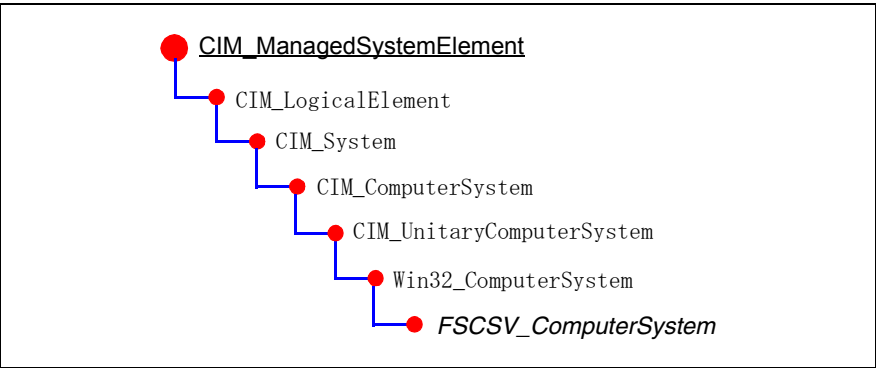 CIM_ManagedSystemElement
CIM_LogicalElement
CIM_System
CIM_ComputerSystem
CIM_UnitaryComputerSystem
Win32_ComputerSystem
FSCSV_ComputerSystem